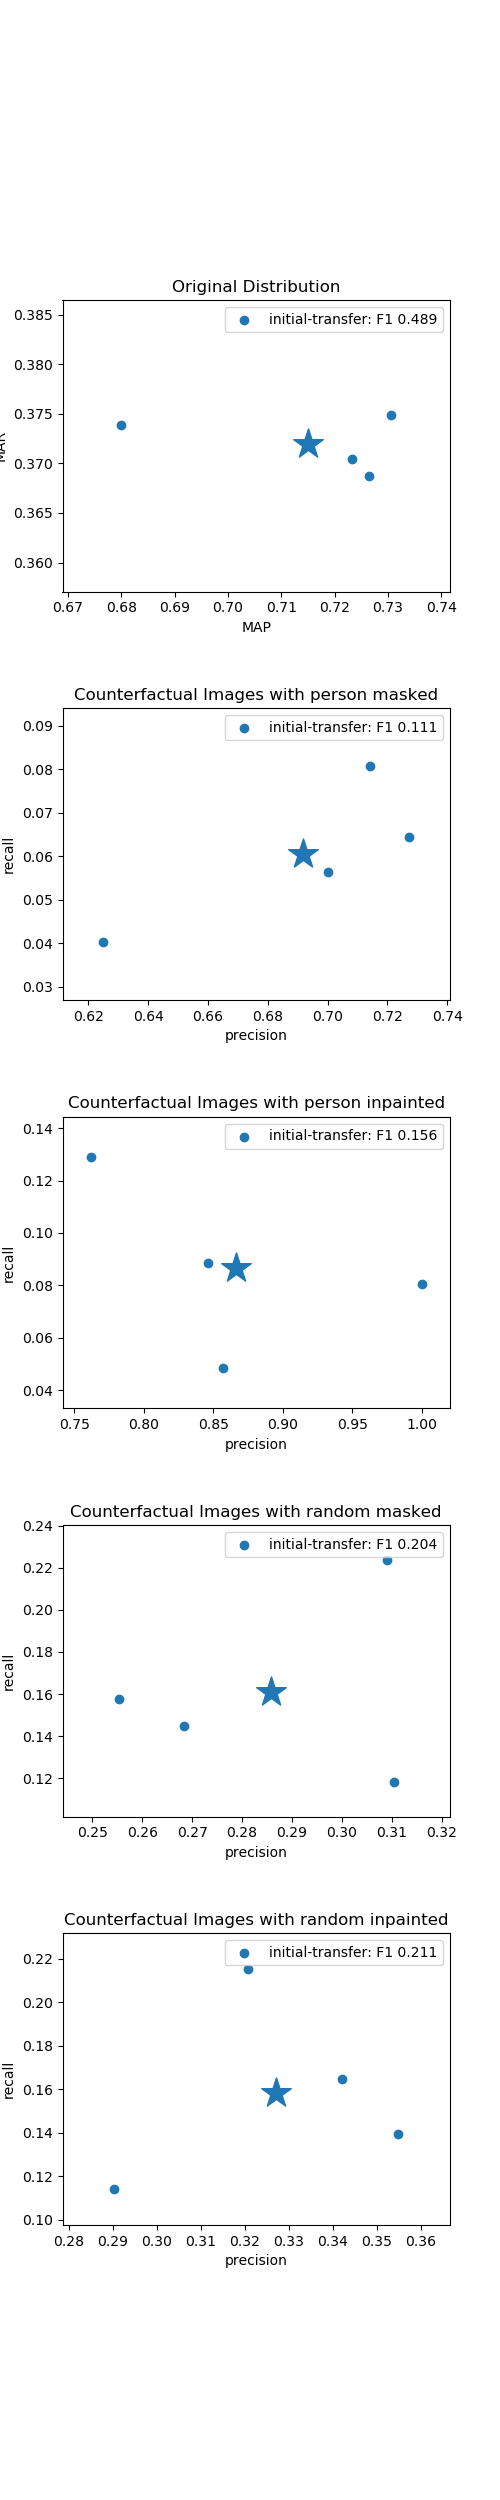 Original Distribution
initial-transfer: F1 0.489
0.385
0.380
0.375
0.370
0.365
0.360
MAR
0.67 0.68 0.69 0.70 0.71 0.72 0.73 0.74
MAP
Counterfactual Images with person masked
initial-transfer: F1 0.111
0.09
0.08
0.07
0.06
0.05
0.04
0.03
recall
0.62 0.64 0.66 0.68 0.70 0.72 0.74
precision
Counterfactual Images with person inpainted
initial-transfer: F1 0.156
0.14
0.12
0.10
0.08
0.06
0.04
recall
0.75 0.80 0.85 0.90 0.95 1.00
precision
Counterfactual Images with random masked
initial-transfer: F1 0.204
0.24
0.22
0.20
0.18
0.16
0.14
0.12
recall
0.25 0.26 0.27 0.28 0.29 0.30 0.31 0.32
precision
Counterfactual Images with random inpainted
initial-transfer: F1 0.211
0.22
0.20
0.18
0.16
0.14
0.12
0.10
recall
0.28 0.29 0.30 0.31 0.32 0.33 0.34 0.35 0.36
precision